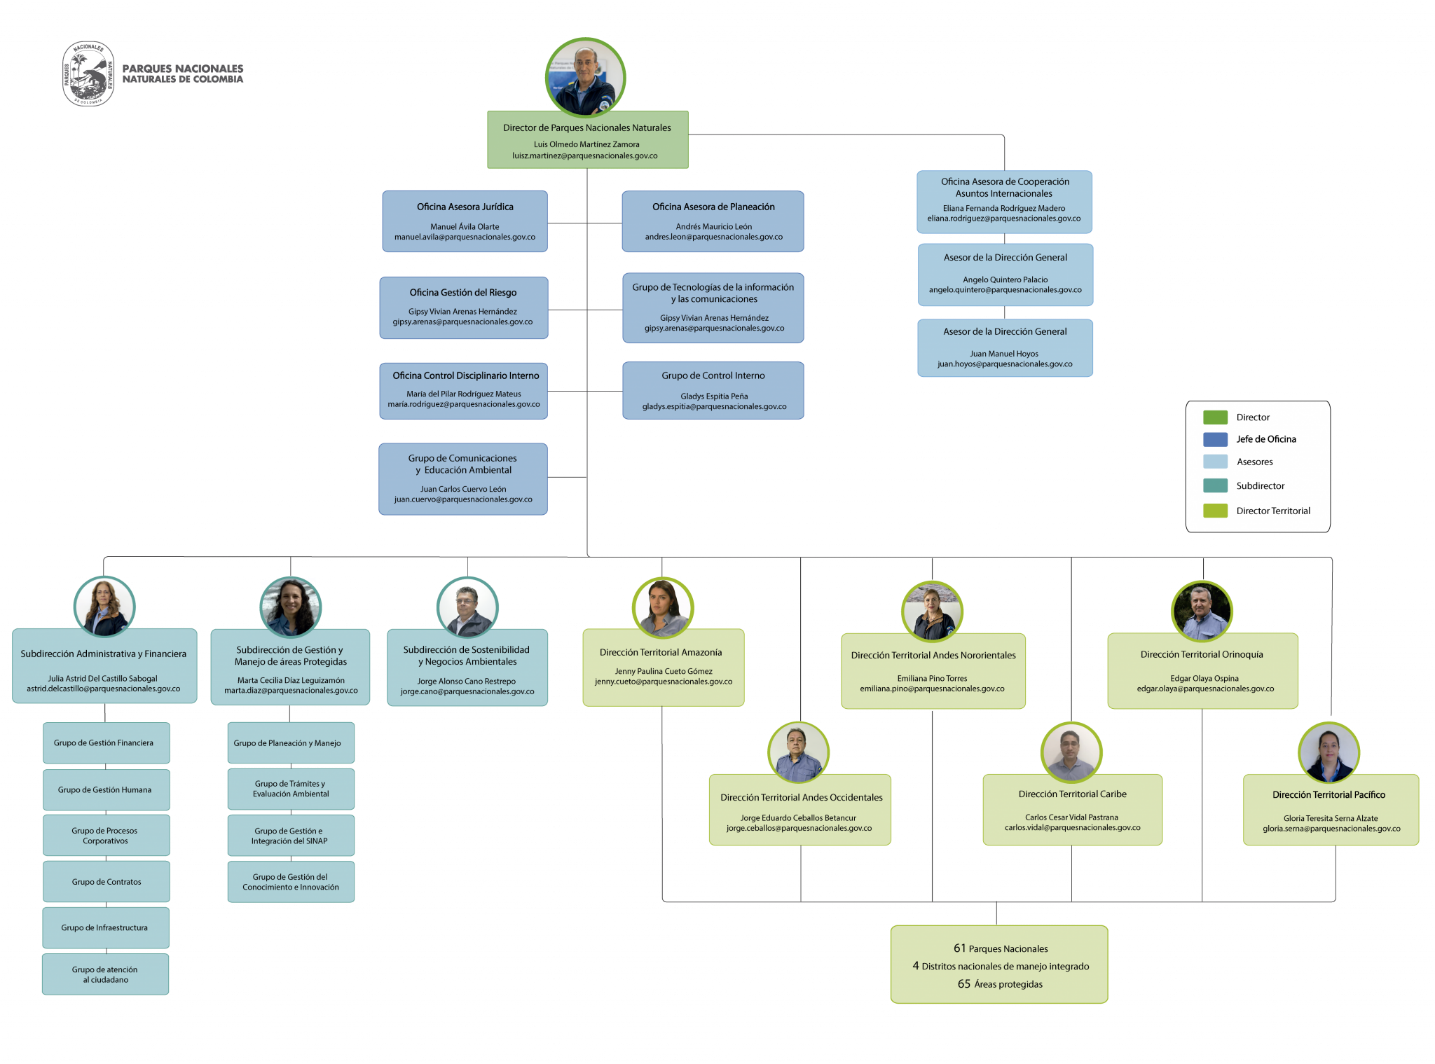 PARQUES NACIONALES
NATURALES DE COLOMBIA
PARQUES
NACIONALES
NATURALES
DE COLOMBIA
Director de Parques Nacionales Naturales
Luis Olmedo Martínez Zamora
luisz.martinez@parquesnacionales.gov.co
Oficina Asesora Jurídica
Manuel Ávila Olarte
manuel.avila@parquesnacionales.gov.co
Oficina Asesora de Planeación
Andrés Mauricio León
andres.leon@parquesnacionales.gov.co
Oficina Asesora de Cooperación
Asuntos Internacionales
Eliana Fernanda Rodríguez Madero
eliana.rodriguez@parquesnacionales.gov.co
Asesor de la Dirección General
Angelo Quintero Palacio
angelo.quintero@parquesnacionales.gov.co
Asesor de la Dirección General
Juan Manuel Hoyos
juan.hoyos@parquesnacionales.gov.co
Oficina Gestión del Riesgo
Gipsy Vivian Arenas Hernández
gipsy.arenas@parquesnacionales.gov.co
Grupo de Tecnologías de la información
y las comunicaciones
Gipsy Vivian Arenas Hernández
gipsy.arenas@parquesnacionales.gov.co
Oficina Control Disciplinario Interno
María del Pilar Rodríguez Mateus
maría.rodriguez@parquesnacionales.gov.co
Grupo de Control Interno
Gladys Espitia Peña
gladys.espitia@parquesnacionales.gov.co
Grupo de Comunicaciones
y Educación Ambiental
Juan Carlos Cuervo León
juan.cuervo@parquesnacionales.gov.co
Director
Jefe de Oficina
Asesores
Subdirector
Director Territorial
Subdirección Administrativa y Financiera
Julia Astrid Del Castillo Sabogal
astrid.delcastillo@parquesnacionales.gov.co
Grupo de Gestión Financiera
Grupo de Gestión Humana
Grupo de Procesos
Corporativos
Grupo de Contratos
Grupo de Infraestructura
Grupo de atención
al ciudadano
Subdirección de Gestión y
Manejo de áreas Protegidas
Marta Cecilia Díaz Leguizamón
marta.diaz@parquesnacionales.gov.co
Grupo de Planeación y Manejo
Grupo de Trámites y
Evaluación Ambiental
Grupo de Gestión e
Integración del SINAP
Grupo de Gestión del
Conocimiento e Innovación
Subdirección de Sostenibilidad
y Negocios Ambientales
Jorge Alonso Cano Restrepo
jorge.cano@parquesnacionales.gov.co
Dirección Territorial Amazonía
Jenny Paulina Cueto Gómez
jenny.cueto@parquesnacionales.gov.co
Dirección Territorial Andes Occidentales
Jorge Eduardo Ceballos Betancur
jorge.ceballos@parquesnacionales.gov.co
Dirección Territorial Andes Nororientales
Emiliana Pino Torres
emiliana.pino@parquesnacionales.gov.co
Dirección Territorial Caribe
Carlos Cesar Vidal Pastrana
carlos.vidal@parquesnacionales.gov.co
Dirección Territorial Orinoquía
Edgar Olaya Ospina
edgar.olaya@parquesnacionales.gov.co
Dirección Territorial Pacífico
Gloria Teresita Serna Alzate
gloria.serna@parquesnacionales.gov.co
61 Parques Nacionales
4 Distritos nacionales de manejo integrado
65 Áreas protegidas